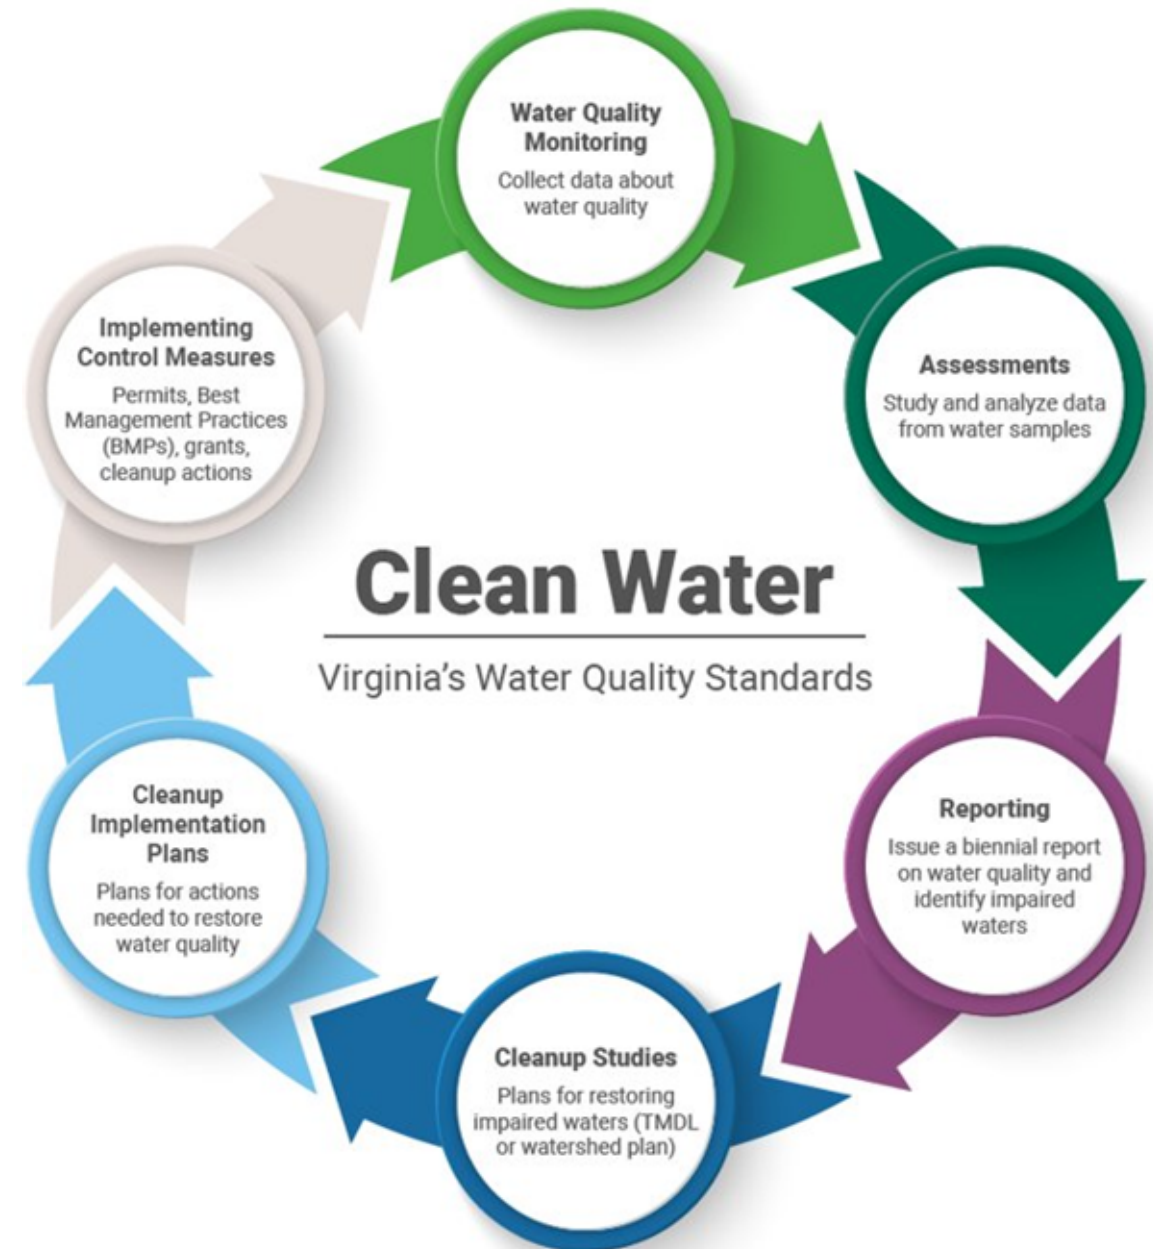 Water Quality
Monitoring
Collect data about
water quality
Assessments
Study and analyze data
from water samples
Reporting
Issue a biennial report
on water quality and
identify impaired
waters
Cleanup Studies
Plans for restoring
impaired waters (TMDL
or watershed plan)
Cleanup
Implementation
Plans
Plans for actions
needed to restore
water quality
Implementing
Control Measures
Permits, Best
Management Practices
(BMPs), grants,
cleanup actions
Clean Water
Virginia's Water Quality Standards